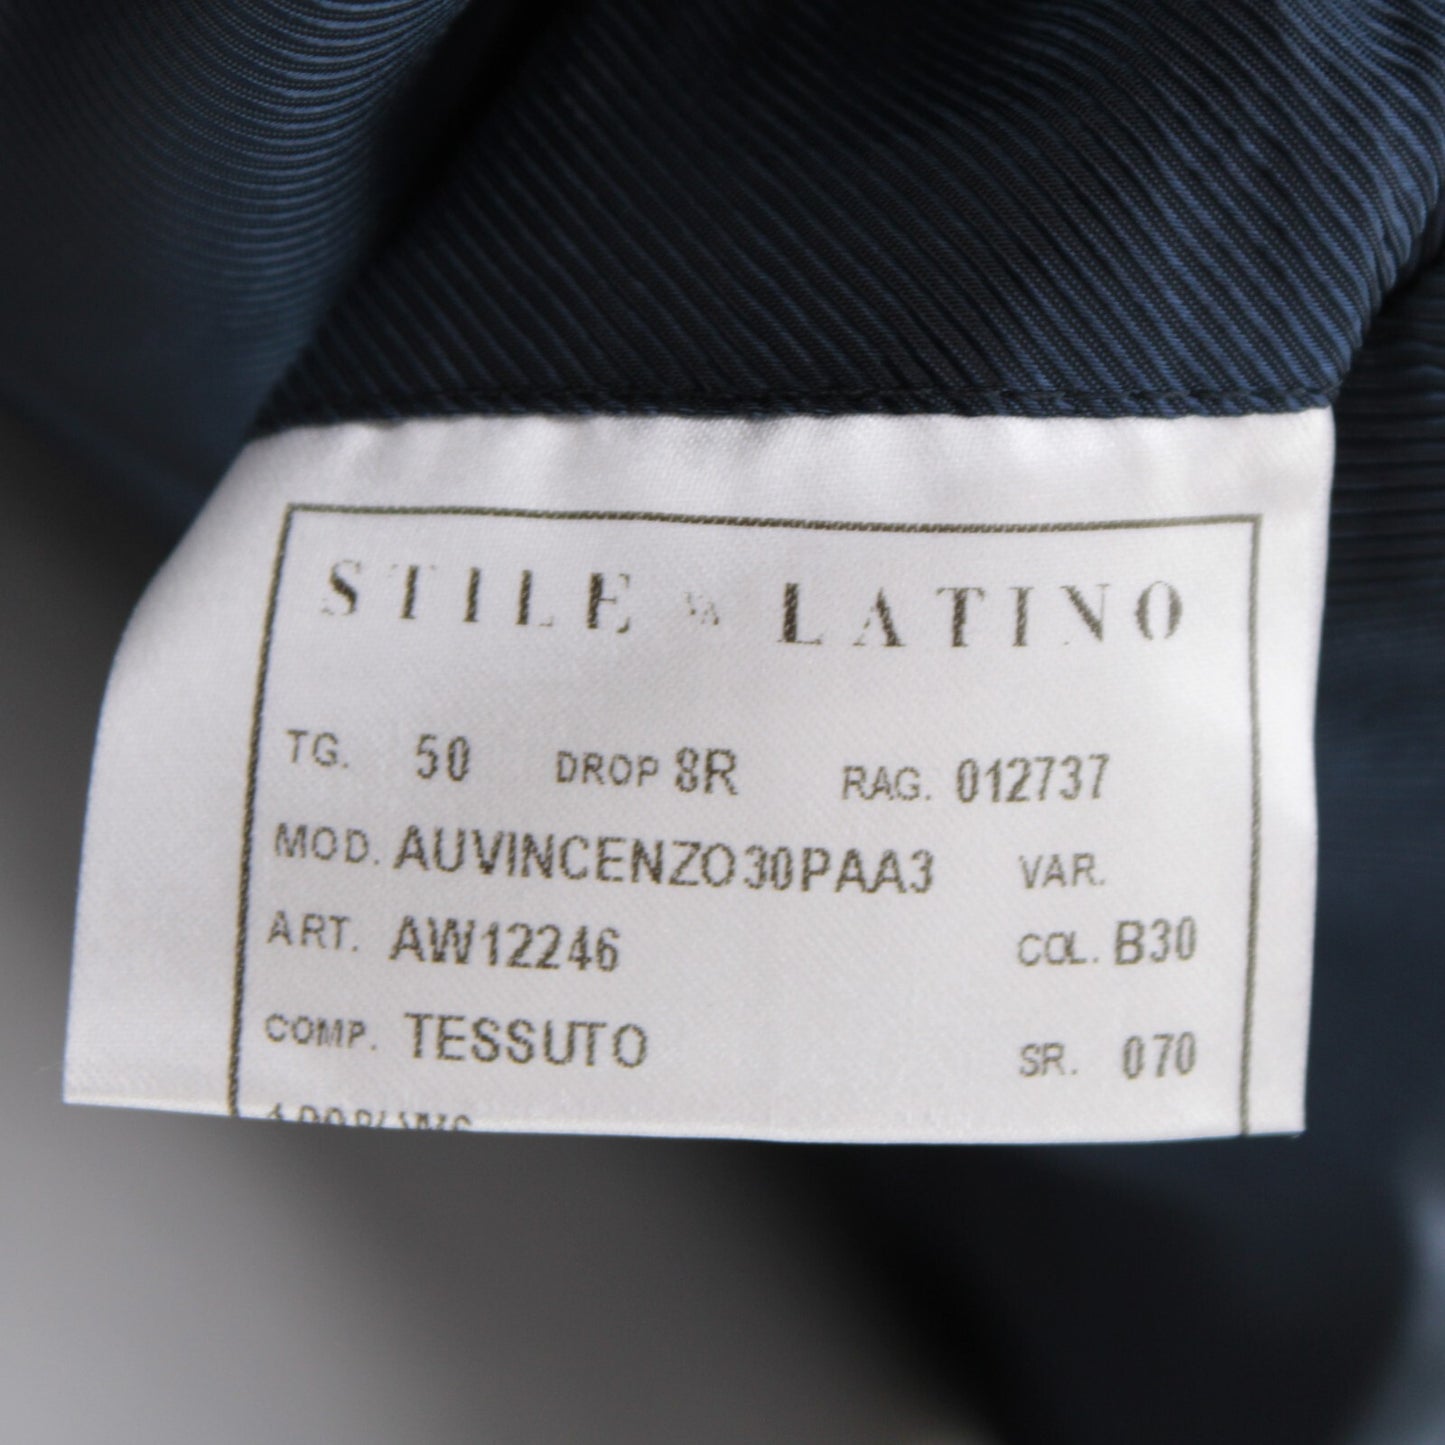 STILE LATINO
TG. 50 DROP 8R RAG. 012737
MOD. AUVINCENZO30PAA3 VAR.
ART. AW12246 COL. B30
COMP. TESSUTO SR. 070